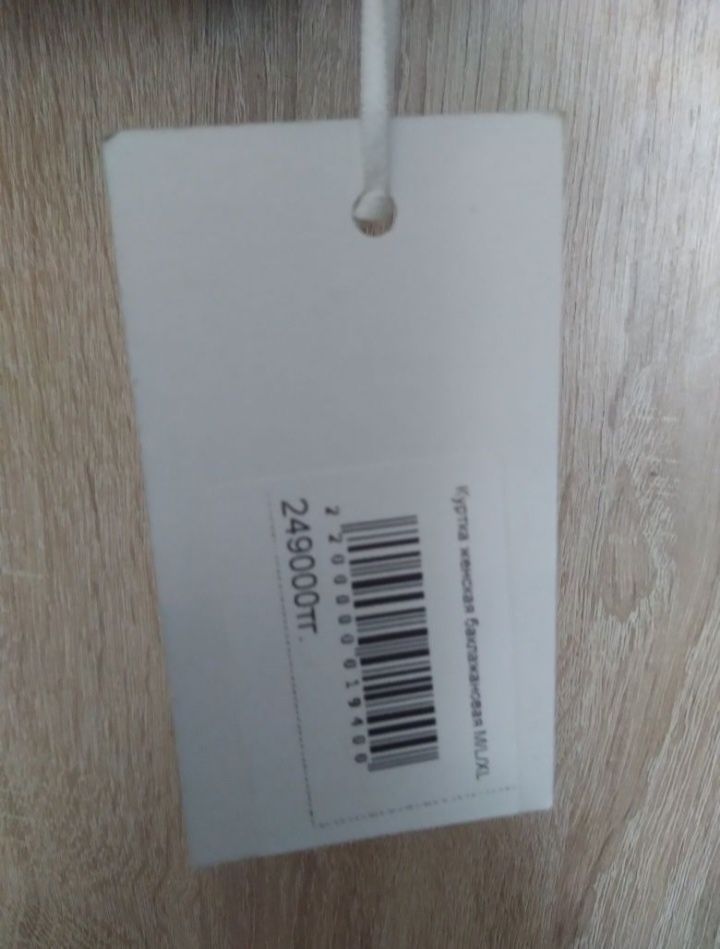 Куртка женская баклажановая M/L/XL
2 200000 019400
249000тг.